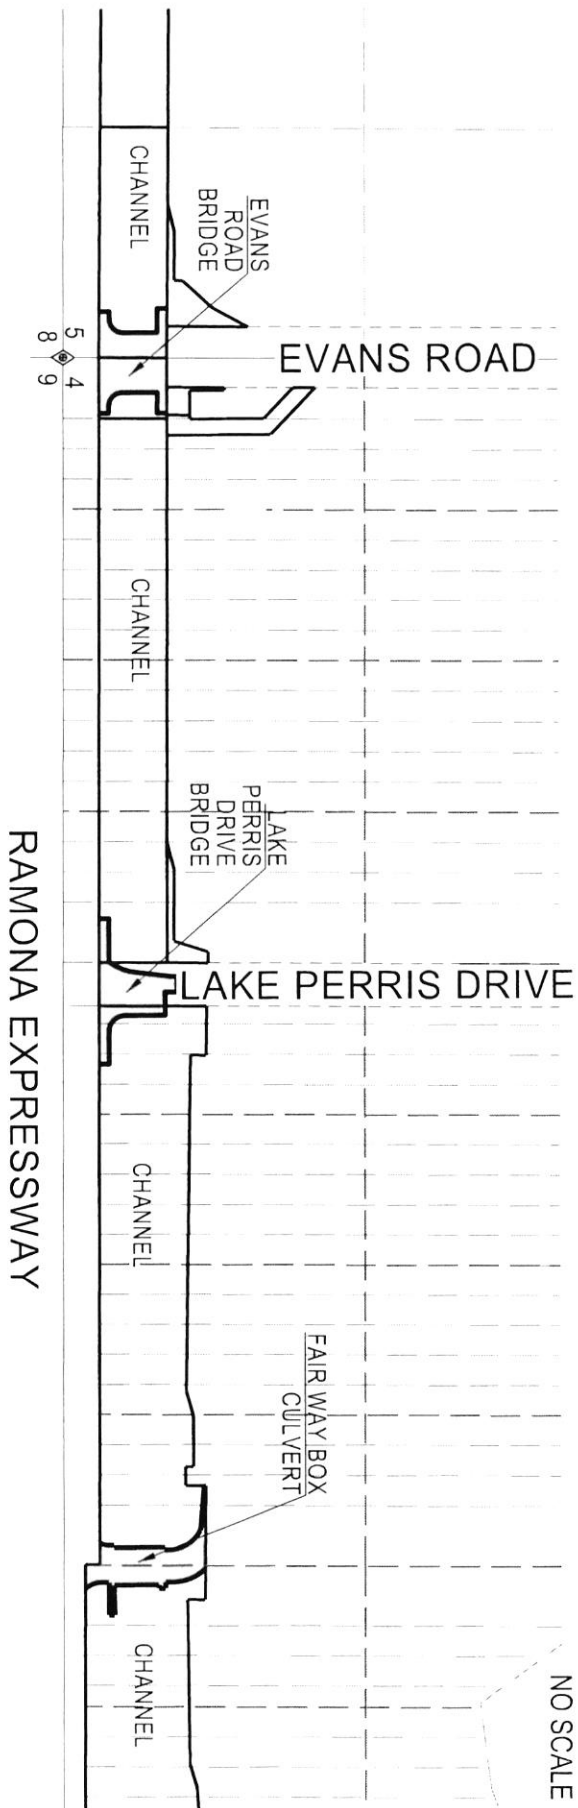 CHANNEL
EVANS
ROAD
BRIDGE
5
8
4
9
EVANS ROAD
CHANNEL
LAKE
PERRIS
DRIVE
BRIDGE
LAKE PERRIS DRIVE
RAMONA EXPRESSWAY
CHANNEL
FAIR WAY BOX
CULVERT
CHANNEL
NO SCALE